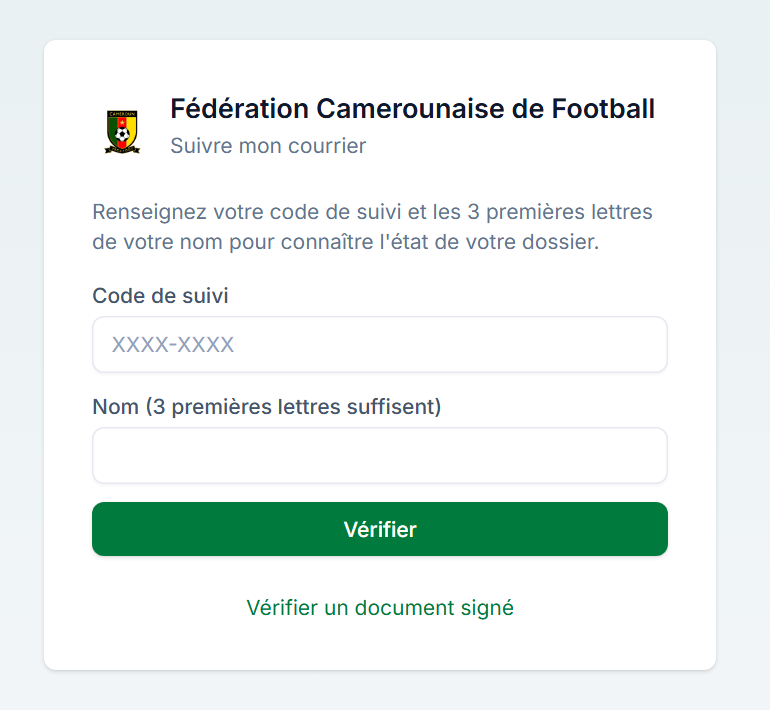 CAMEROUN
Fédération Camerounaise de Football
Suivre mon courrier
Renseignez votre code de suivi et les 3 premières lettres
de votre nom pour connaître l'état de votre dossier.
Code de suivi
XXXX-XXXX
Nom (3 premières lettres suffisent)
Vérifier
Vérifier un document signé